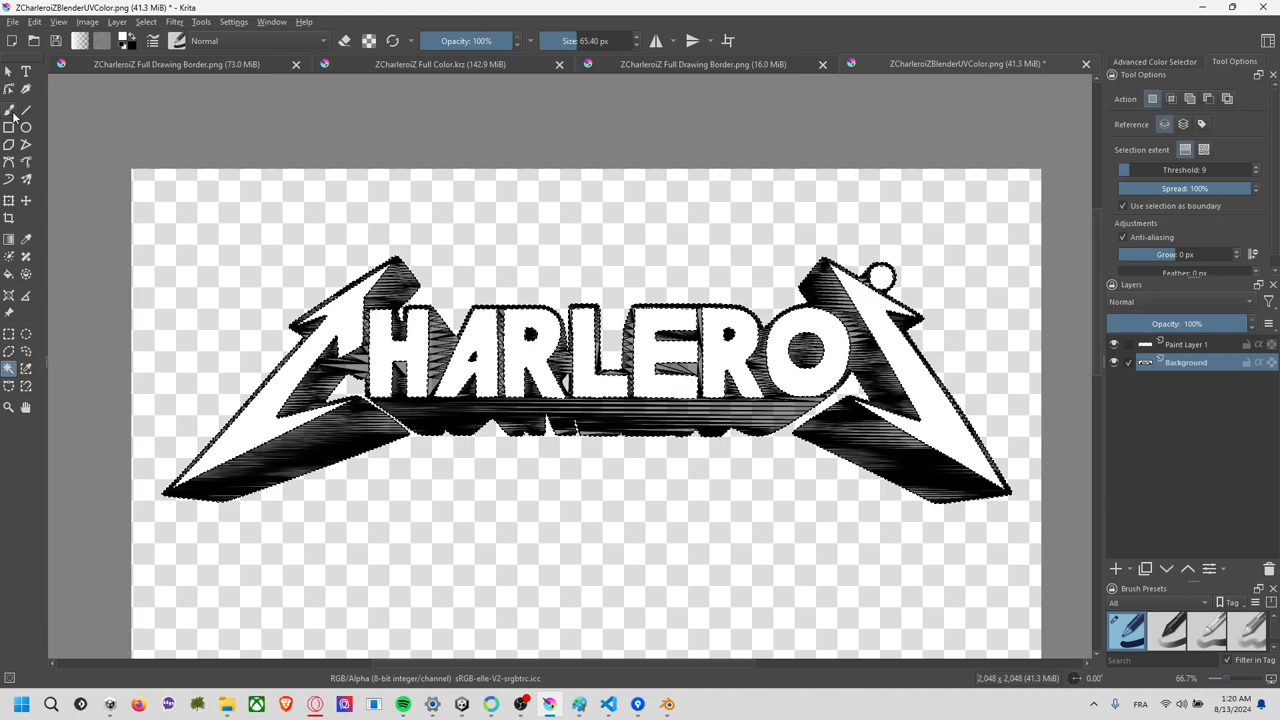 ZCharleroiZBlenderUVColor.png (41.3 MiB) * - Krita
File Edit View Image Layer Select Filter Tools Settings Window Help
Normal Opacity: 100% Size: 65.40 px
ZCharleroiZ Full Drawing Border.png (73.0 MiB) ZCharleroiZ Full Color.krz (142.9 MiB) ZCharleroiZ Full Drawing Border.png (16.0 MiB) ZCharleroiZBlenderUVColor.png (41.3 MiB) *
Advanced Color Selector Tool Options
Tool Options
Action
Reference
Selection extent
Threshold: 9
Spread: 100%
Use selection as boundary
Adjustments
Anti-aliasing
Grow: 0 px
Feather: 0 px
Layers
Normal
Opacity: 100%
Paint Layer 1
Background
Brush Presets
All Tag
Search Filter in Tag
HARLERO
RGB/Alpha (8-bit integer/channel) sRGB-elle-V2-srgbtrc.icc 2,048 x 2,048 (41.3 MiB) 0.00° 66.7%
FRA 1:20 AM
8/13/2024